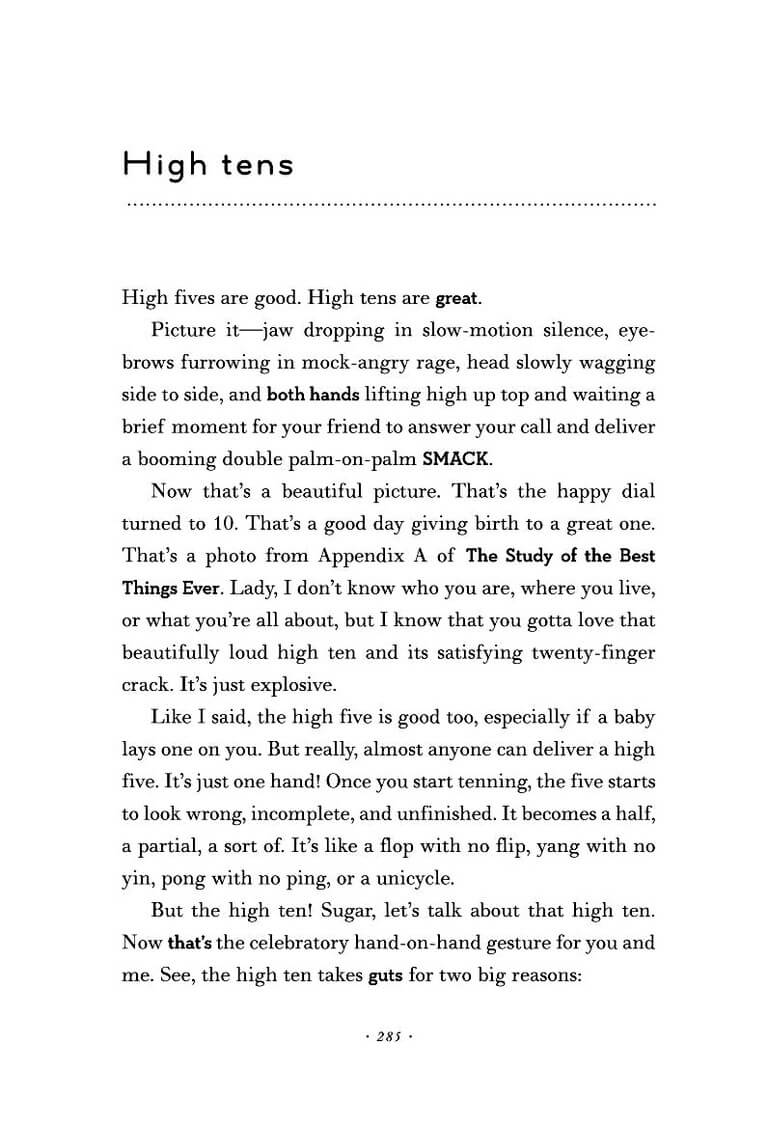 High tens
High fives are good. High tens are great.
Picture it—jaw dropping in slow-motion silence, eye-
brows furrowing in mock-angry rage, head slowly wagging
side to side, and both hands lifting high up top and waiting a
brief moment for your friend to answer your call and deliver
a booming double palm-on-palm SMACK.
Now that's a beautiful picture. That's the happy dial
turned to 10. That's a good day giving birth to a great one.
That's a photo from Appendix A of The Study of the Best
Things Ever. Lady, I don't know who you are, where you live,
or what you're all about, but I know that you gotta love that
beautifully loud high ten and its satisfying twenty-finger
crack. It's just explosive.
Like I said, the high five is good too, especially if a baby
lays one on you. But really, almost anyone can deliver a high
five. It's just one hand! Once you start tenning, the five starts
to look wrong, incomplete, and unfinished. It becomes a half,
a partial, a sort of. It's like a flop with no flip, yang with no
yin, pong with no ping, or a unicycle.
But the high ten! Sugar, let's talk about that high ten.
Now that's the celebratory hand-on-hand gesture for you and
me. See, the high ten takes guts for two big reasons:
· 285 ·